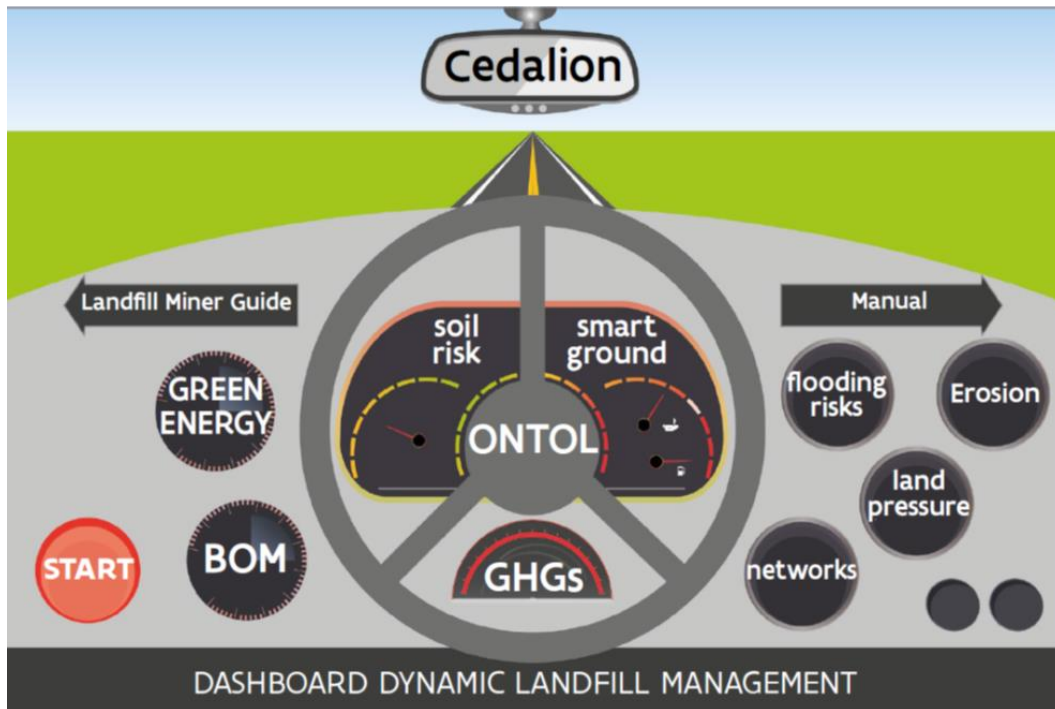 Cedalion
Landfill Miner Guide
Manual
soil
risk
smart
ground
GREEN
ENERGY
flooding
risks
Erosion
ONTOL
land
pressure
START
BOM
GHGs
networks
DASHBOARD DYNAMIC LANDFILL MANAGEMENT